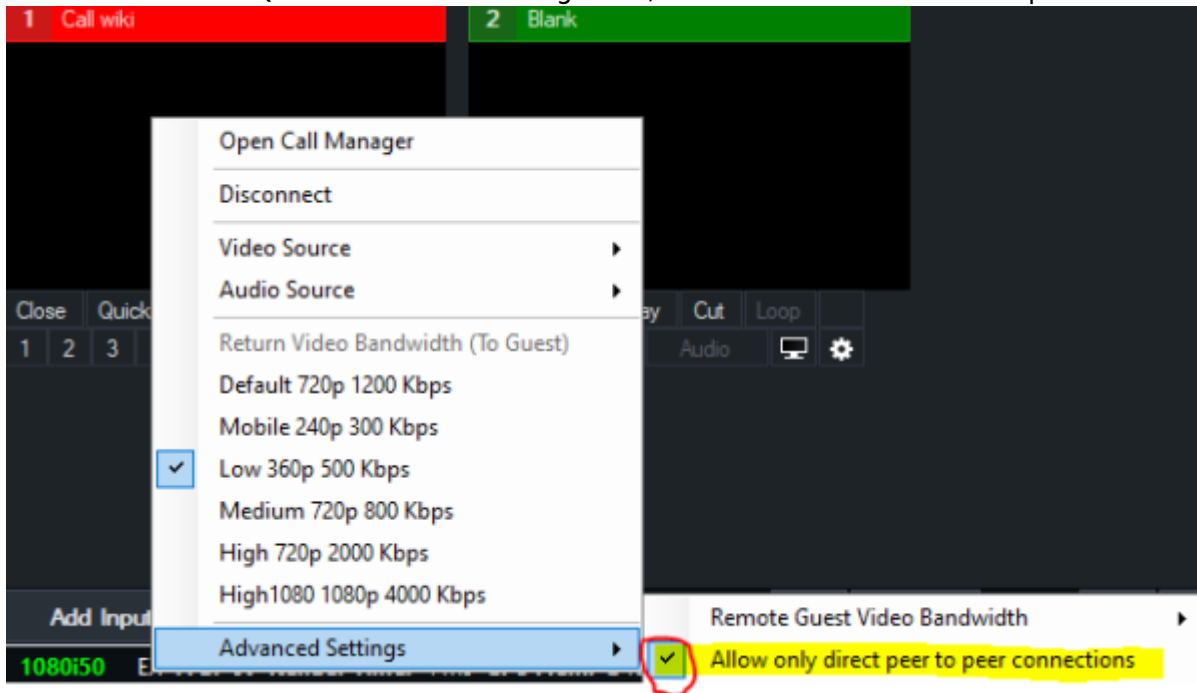 1 Call wiki
2 Blank
Open Call Manager
Disconnect
Video Source
Audio Source
Close Quick
Cut Loop
1 2 3
Audio
Return Video Bandwidth (To Guest)
Default 720p 1200 Kbps
Mobile 240p 300 Kbps
Low 360p 500 Kbps
Medium 720p 800 Kbps
High 720p 2000 Kbps
High1080 1080p 4000 Kbps
Add Input
Advanced Settings
Remote Guest Video Bandwidth
Allow only direct peer to peer connections
1080i50